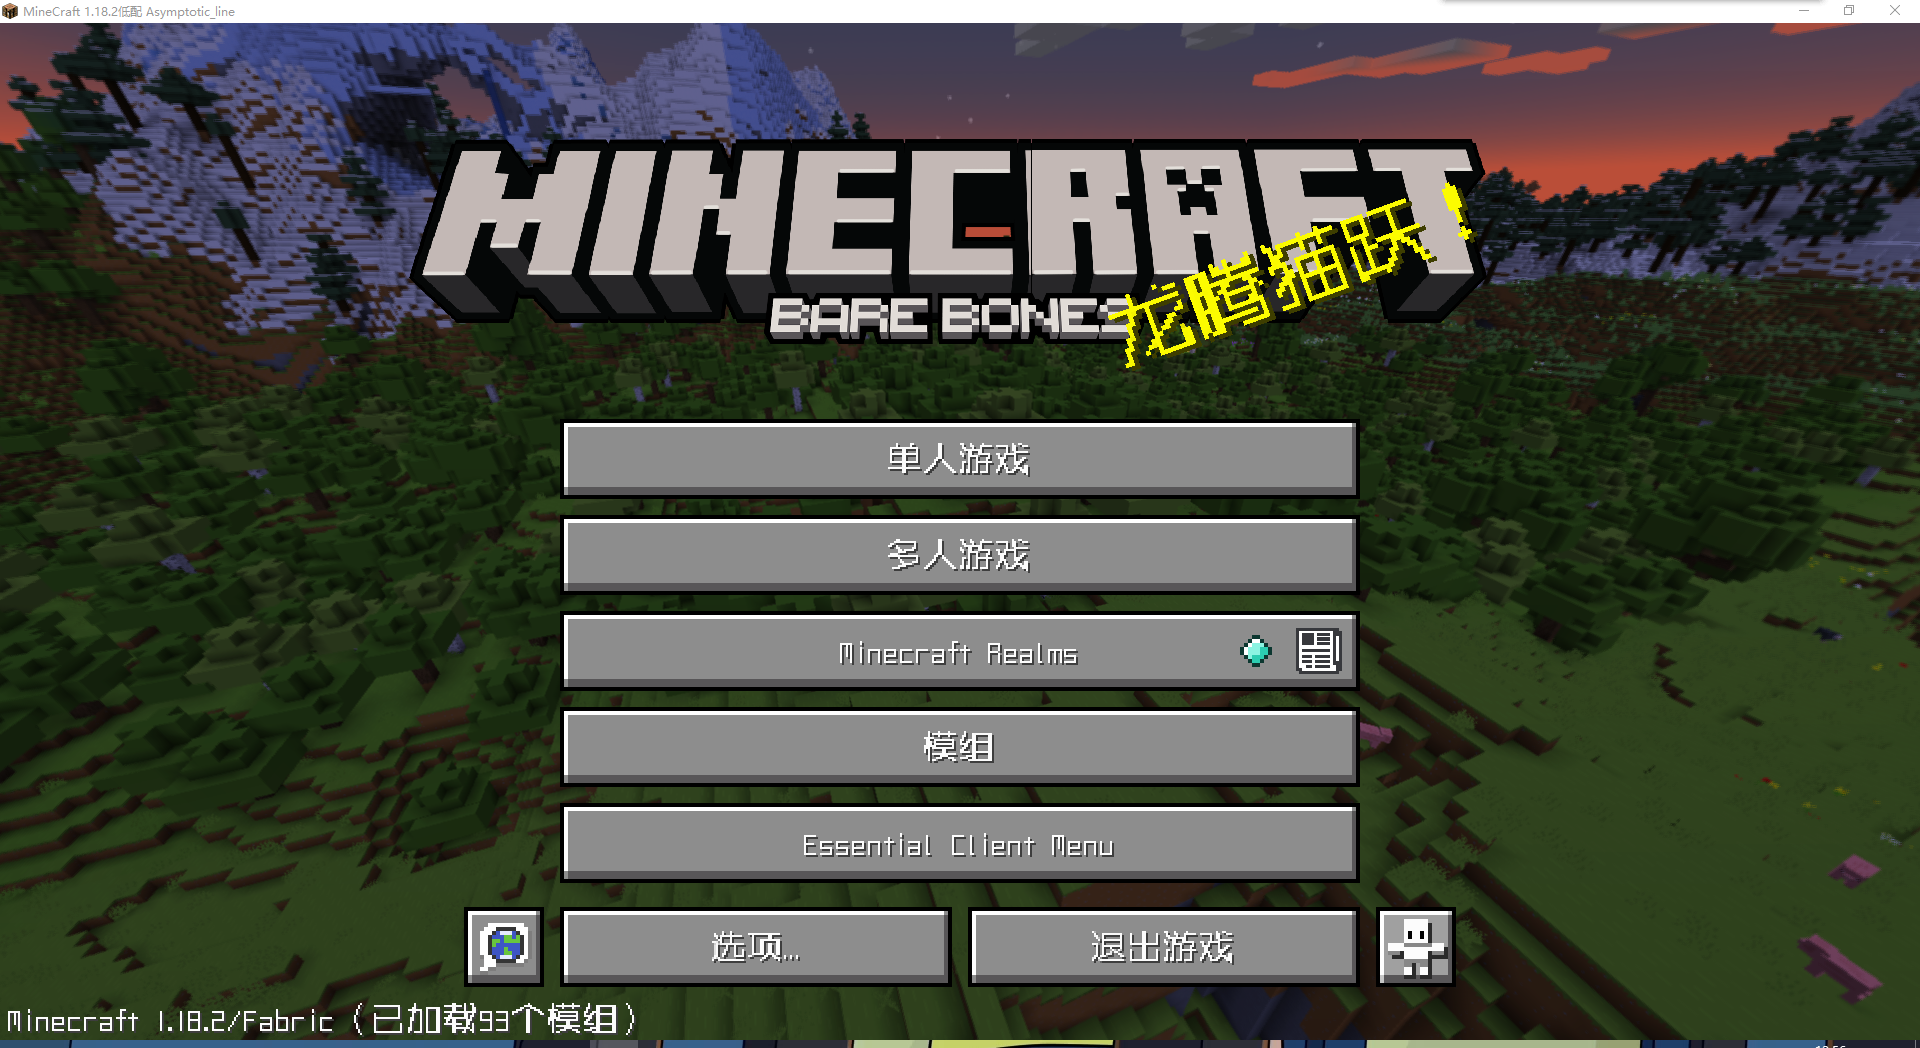 MineCraft 1.18.2低配 Asymptotic_line
MINECRAFT
BARE BONES
龙腾猫跃!
单人游戏
多人游戏
Minecraft Realms
模组
Essential Client Menu
选项...
退出游戏
Minecraft 1.18.2/Fabric（已加载93个模组）